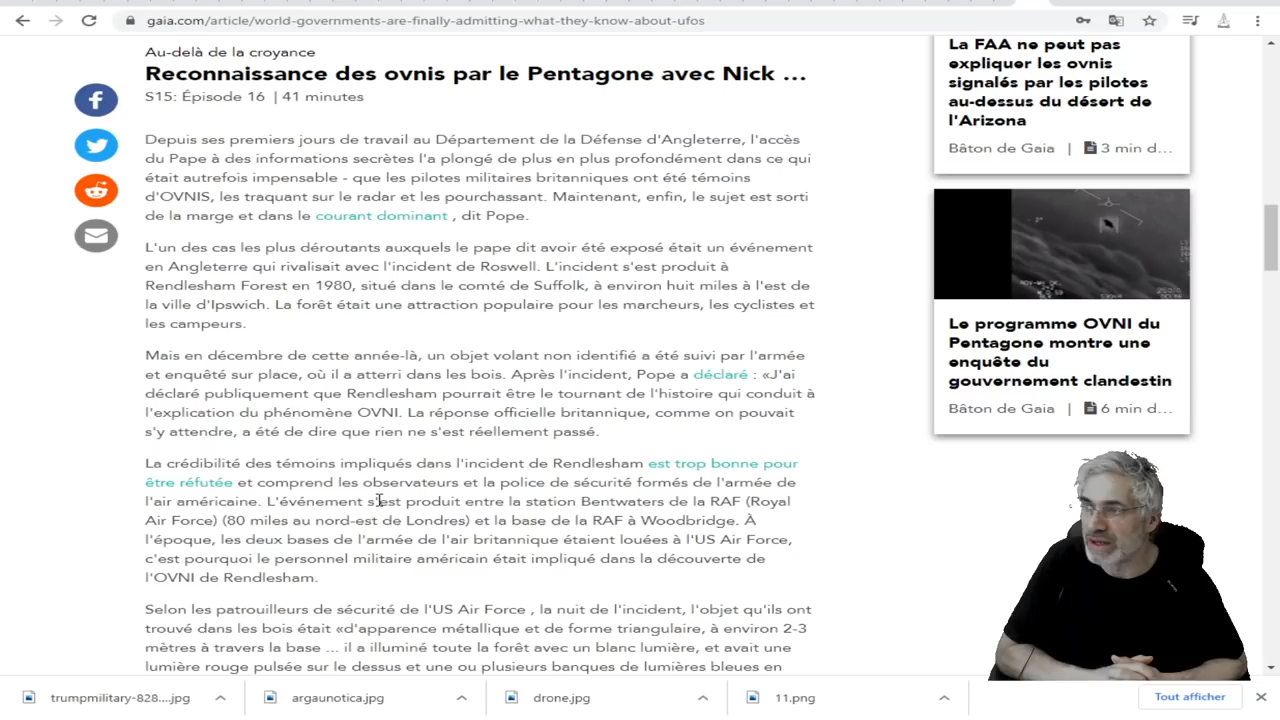 gaia.com/article/world-governments-are-finally-admitting-what-they-know-about-ufos
Au-delà de la croyance
Reconnaissance des ovnis par le Pentagone avec Nick ...
S15: Épisode 16 | 41 minutes
Depuis ses premiers jours de travail au Département de la Défense d'Angleterre, l'accès
du Pape à des informations secrètes l'a plongé de plus en plus profondément dans ce qui
était autrefois impensable - que les pilotes militaires britanniques ont été témoins
d'OVNIS, les traquant sur le radar et les pourchassant. Maintenant, enfin, le sujet est sorti
de la marge et dans le courant dominant , dit Pope.
L'un des cas les plus déroutants auxquels le pape dit avoir été exposé était un événement
en Angleterre qui rivalisait avec l'incident de Roswell. L'incident s'est produit à
Rendlesham Forest en 1980, situé dans le comté de Suffolk, à environ huit miles à l'est de
la ville d'Ipswich. La forêt était une attraction populaire pour les marcheurs, les cyclistes et
les campeurs.
Mais en décembre de cette année-là, un objet volant non identifié a été suivi par l'armée
et enquêté sur place, où il a atterri dans les bois. Après l'incident, Pope a déclaré : «J'ai
déclaré publiquement que Rendlesham pourrait être le tournant de l'histoire qui conduit à
l'explication du phénomène OVNI. La réponse officielle britannique, comme on pouvait
s'y attendre, a été de dire que rien ne s'est réellement passé.
La crédibilité des témoins impliqués dans l'incident de Rendlesham est trop bonne pour
être réfutée et comprend les observateurs et la police de sécurité formés de l'armée de
l'air américaine. L'événement s'est produit entre la station Bentwaters de la RAF (Royal
Air Force) (80 miles au nord-est de Londres) et la base de la RAF à Woodbridge. À
l'époque, les deux bases de l'armée de l'air britannique étaient louées à l'US Air Force,
c'est pourquoi le personnel militaire américain était impliqué dans la découverte de
l'OVNI de Rendlesham.
Selon les patrouilleurs de sécurité de l'US Air Force , la nuit de l'incident, l'objet qu'ils ont
trouvé dans les bois était «d'apparence métallique et de forme triangulaire, à environ 2-3
mètres à travers la base ... il a illuminé toute la forêt avec un blanc lumière, et avait une
lumière rouge pulsée sur le dessus et une ou plusieurs banques de lumières bleues en
La FAA ne peut pas
expliquer les ovnis
signalés par les pilotes
au-dessus du désert de
l'Arizona
Bâton de Gaia | 3 min d...
Le programme OVNI du
Pentagone montre une
enquête du
gouvernement clandestin
Bâton de Gaia | 6 min d...
trumpmilitary-828....jpg
argaunotica.jpg
drone.jpg
11.png
Tout afficher